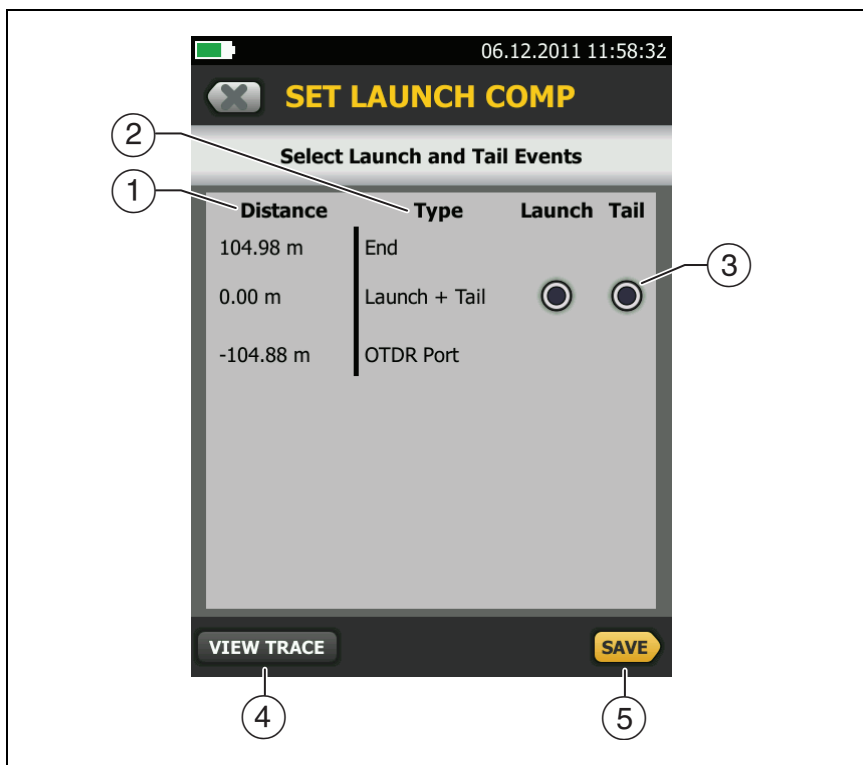 06.12.2011 11:58:32
SET LAUNCH COMP
Select Launch and Tail Events
Distance Type Launch Tail
104.98 m End
0.00 m Launch + Tail
-104.88 m OTDR Port
VIEW TRACE SAVE
1
2
3
4
5